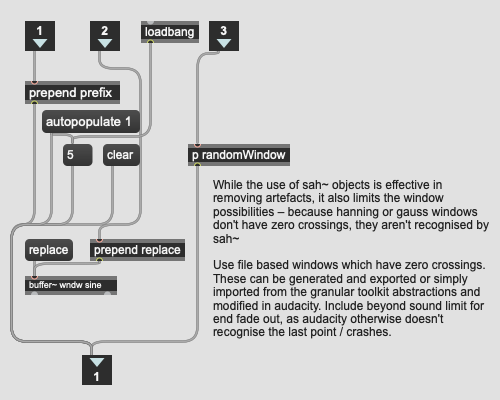 1
2
loadbang
3
prepend prefix
autopopulate 1
5
clear
p randomWindow
While the use of sah~ objects is effective in
removing artefacts, it also limits the window
possibilities – because hanning or gauss windows
don't have zero crossings, they aren't recognised by
sah~
replace
prepend replace
Use file based windows which have zero crossings.
These can be generated and exported or simply
imported from the granular toolkit abstractions and
modified in audacity. Include beyond sound limit for
end fade out, as audacity otherwise doesn't
recognise the last point / crashes.
buffer~ wndw sine
1